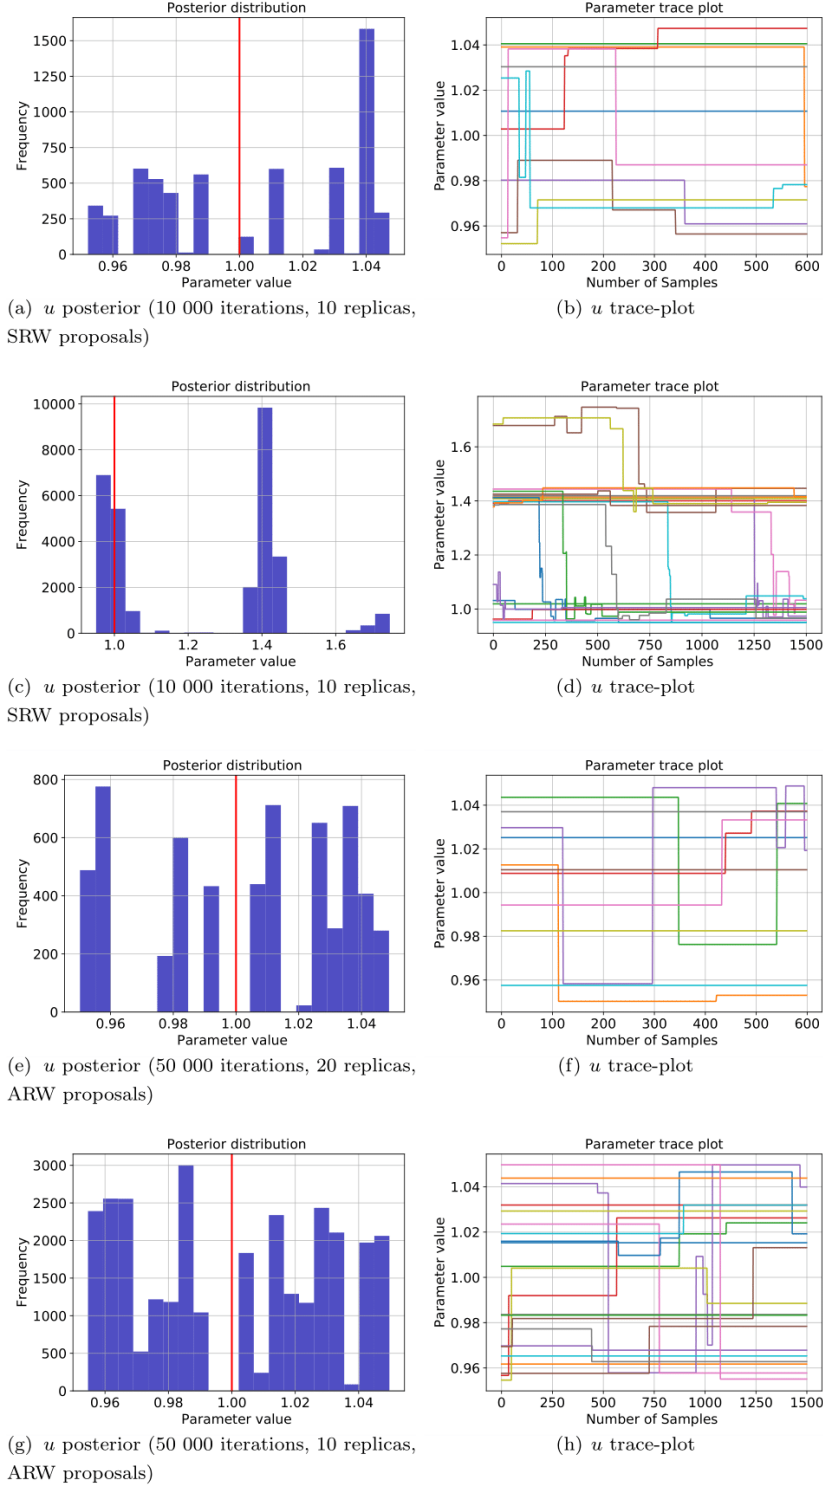 Posterior distribution
Frequency
1500
1250
1000
750
500
250
0
0.96 0.98 1.00 1.02 1.04
Parameter value
Parameter trace plot
Parameter value
1.04
1.02
1.00
0.98
0.96
0 100 200 300 400 500 600
Number of Samples
(a) u posterior (10 000 iterations, 10 replicas,
SRW proposals)
(b) u trace-plot
Posterior distribution
Frequency
10000
8000
6000
4000
2000
0
1.0 1.2 1.4 1.6
Parameter value
Parameter trace plot
Parameter value
1.6
1.4
1.2
1.0
0 250 500 750 1000 1250 1500
Number of Samples
(c) u posterior (10 000 iterations, 10 replicas,
SRW proposals)
(d) u trace-plot
Posterior distribution
Frequency
800
600
400
200
0
0.96 0.98 1.00 1.02 1.04
Parameter value
Parameter trace plot
Parameter value
1.04
1.02
1.00
0.98
0.96
0 100 200 300 400 500 600
Number of Samples
(e) u posterior (50 000 iterations, 20 replicas,
ARW proposals)
(f) u trace-plot
Posterior distribution
Frequency
3000
2500
2000
1500
1000
500
0
0.96 0.98 1.00 1.02 1.04
Parameter value
Parameter trace plot
Parameter value
1.04
1.02
1.00
0.98
0.96
0 250 500 750 1000 1250 1500
Number of Samples
(g) u posterior (50 000 iterations, 10 replicas,
ARW proposals)
(h) u trace-plot